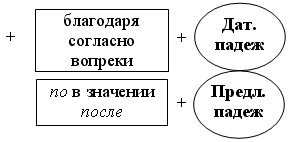 + благодаря согласно вопреки + Дат. падеж
по в значении после + Предл. падеж